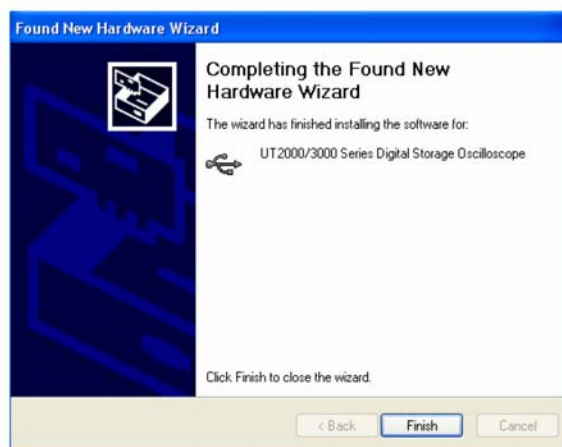 Found New Hardware Wizard
Completing the Found New
Hardware Wizard
The wizard has finished installing the software for:
UT2000/3000 Series Digital Storage Oscilloscope
Click Finish to close the wizard.
< Back Finish Cancel